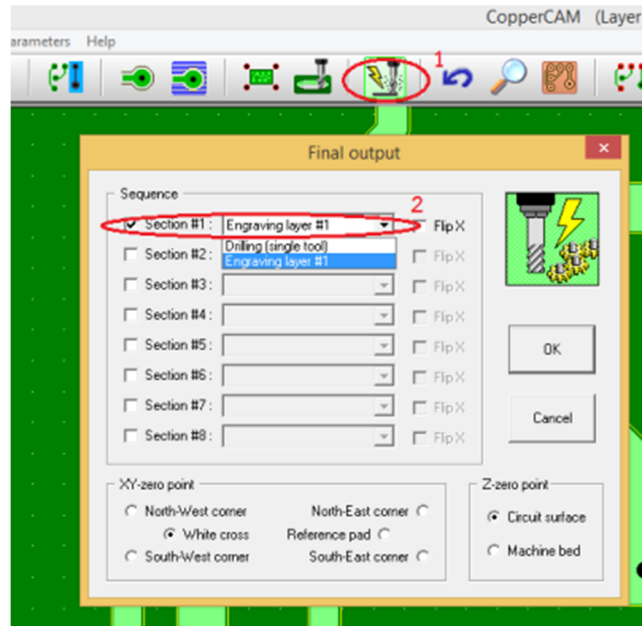 CopperCAM (Layer
arameters Help
1
Final output
Sequence
Section #1 : Engraving layer #1 2 Flip X
Drilling (single tool)
Engraving layer #1
Section #2 : Flip X
Section #3 : Flip X
Section #4 : Flip X
Section #5 : Flip X
Section #6 : Flip X
Section #7 : Flip X
Section #8 : Flip X
OK
Cancel
XY-zero point
North-West corner North-East corner
White cross Reference pad
South-West corner South-East corner
Z-zero point
Circuit surface
Machine bed